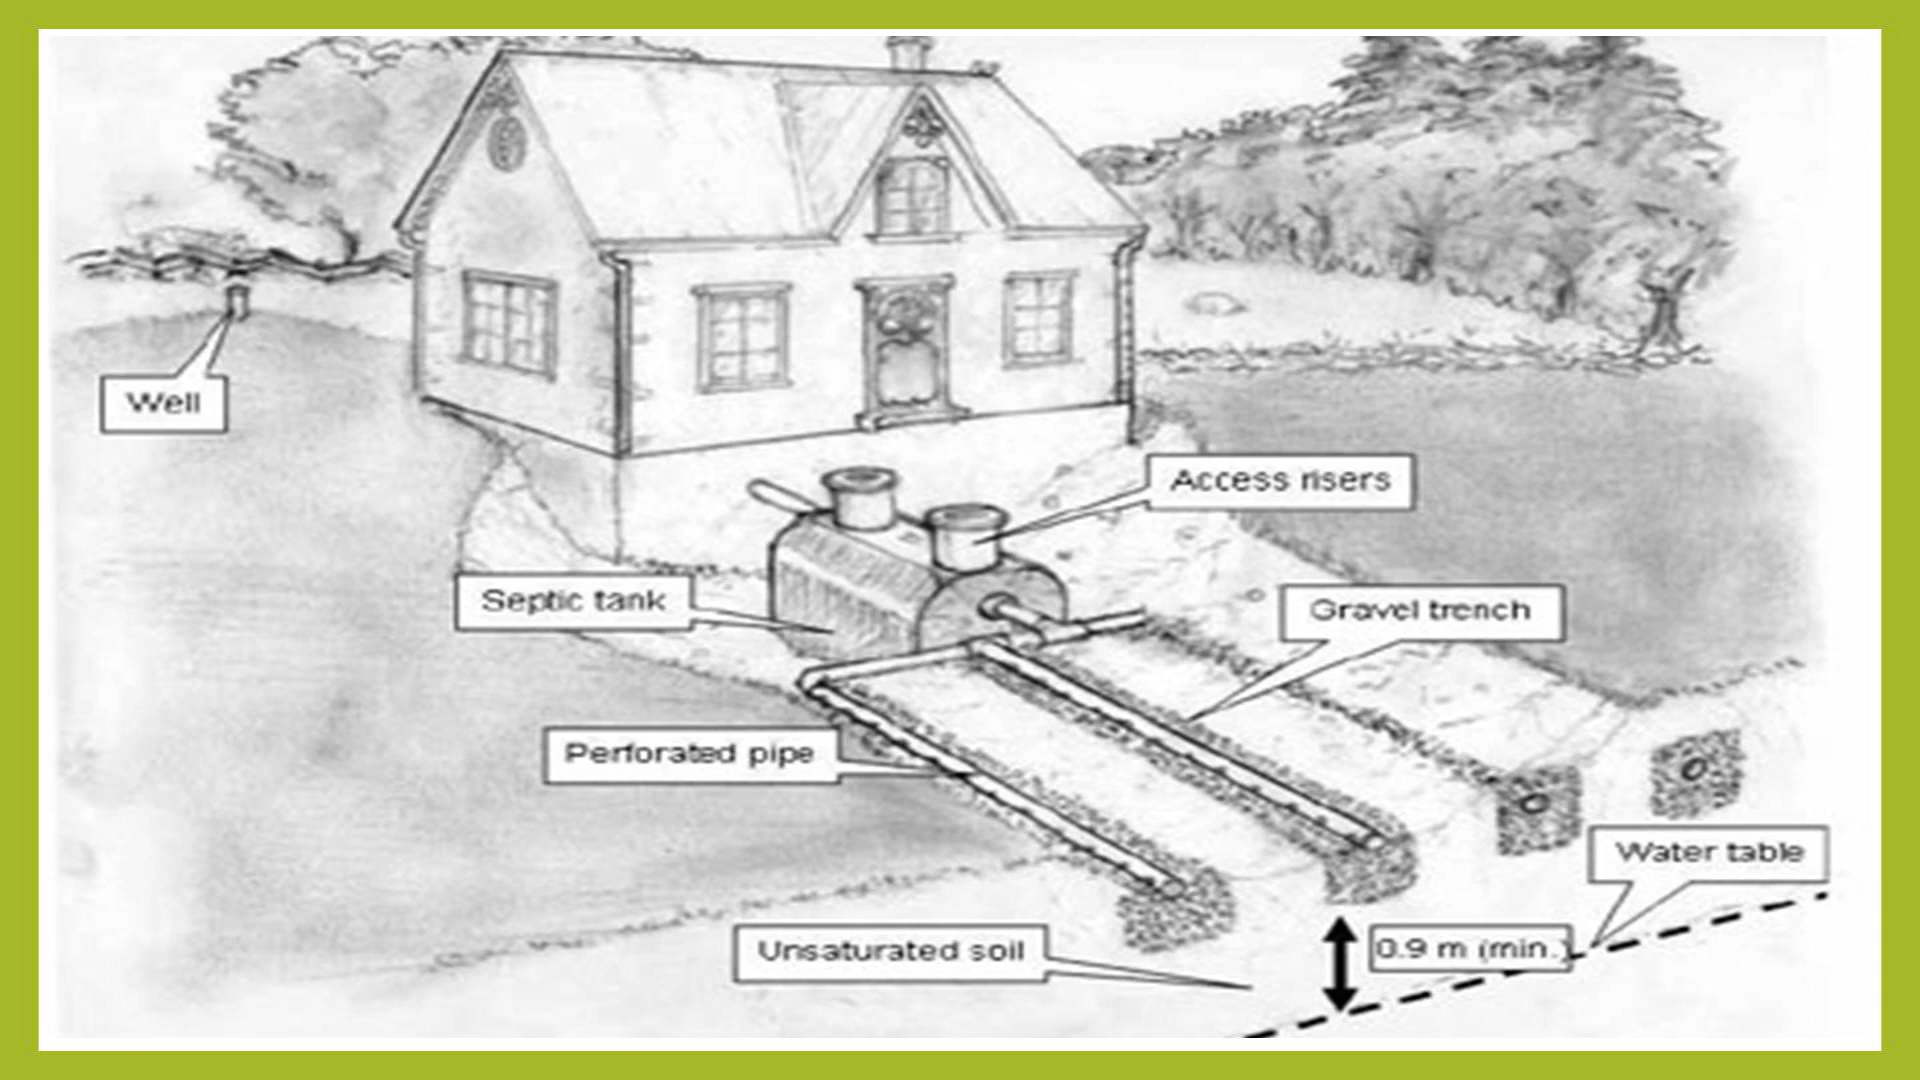 Well
Access risers
Septic tank
Gravel trench
Perforated pipe
Water table
Unsaturated soil
0.9 m (min.)